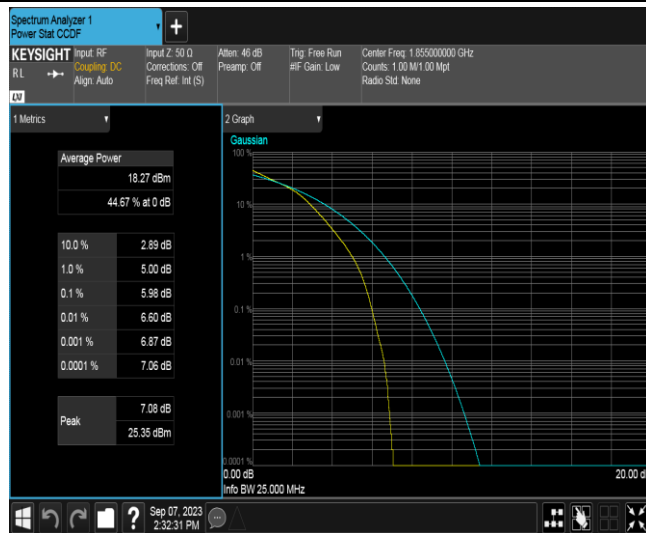 Spectrum Analyzer 1
Power Stat CCDF
+
KEYSIGHT
RL
Input: RF
Coupling: DC
Align: Auto
Input Z: 50 Ω
Corrections: Off
Freq Ref: Int (S)
Atten: 46 dB
Preamp: Off
Trig: Free Run
#IF Gain: Low
Center Freq: 1.855000000 GHz
Counts: 1.00 M/1.00 Mpt
Radio Std: None
LXI
1 Metrics
Average Power
18.27 dBm
44.67 % at 0 dB
10.0 % 2.89 dB
1.0 % 5.00 dB
0.1 % 5.98 dB
0.01 % 6.60 dB
0.001 % 6.87 dB
0.0001 % 7.06 dB
Peak
7.08 dB
25.35 dBm
2 Graph
Gaussian
100 %
10 %
1 %
0.1 %
0.01 %
0.001 %
0.0001 %
0.00 dB
20.00 d
Info BW 25.000 MHz
?
Sep 07, 2023
2:32:31 PM